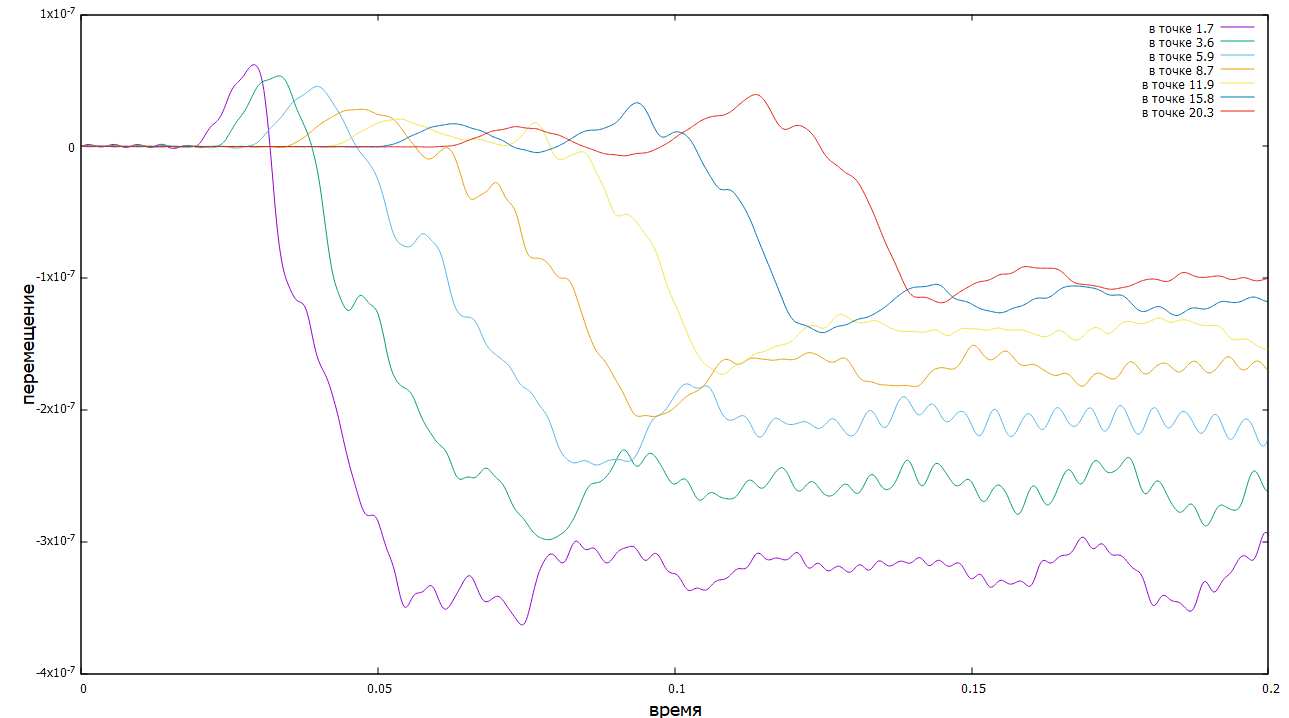 1x10⁻⁷
0
-1x10⁻⁷
-2x10⁻⁷
-3x10⁻⁷
-4x10⁻⁷
перемещение
в точке 1.7
в точке 3.6
в точке 5.9
в точке 8.7
в точке 11.9
в точке 15.8
в точке 20.3
0 0.05 0.1 0.15 0.2
время